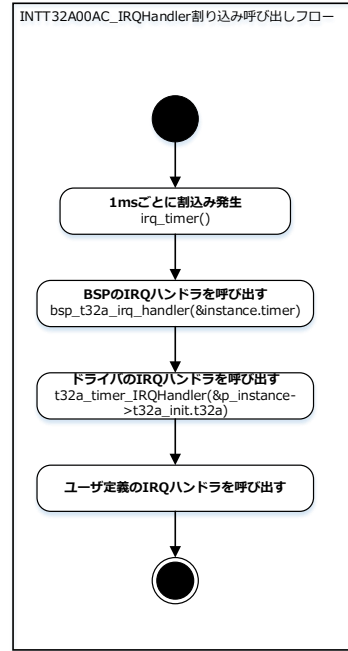 INTT32A00AC_IRQHandler割り込み呼び出しフロー
1msごとに割込み発生
irq_timer()
BSPのIRQハンドラを呼び出す
bsp_t32a_irq_handler(&instance.timer)
ドライバのIRQハンドラを呼び出す
t32a_timer_IRQHandler(&p_instance-
>t32a_init.t32a)
ユーザ定義のIRQハンドラを呼び出す